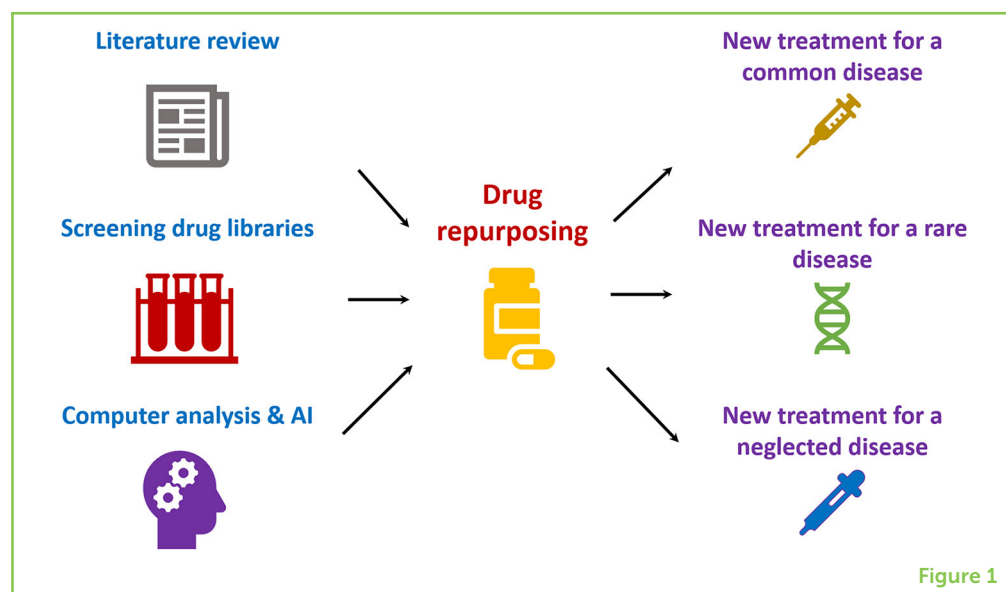 Literature review
Screening drug libraries
Computer analysis & AI
Drug
repurposing
New treatment for a
common disease
New treatment for a rare
disease
New treatment for a
neglected disease
Figure 1